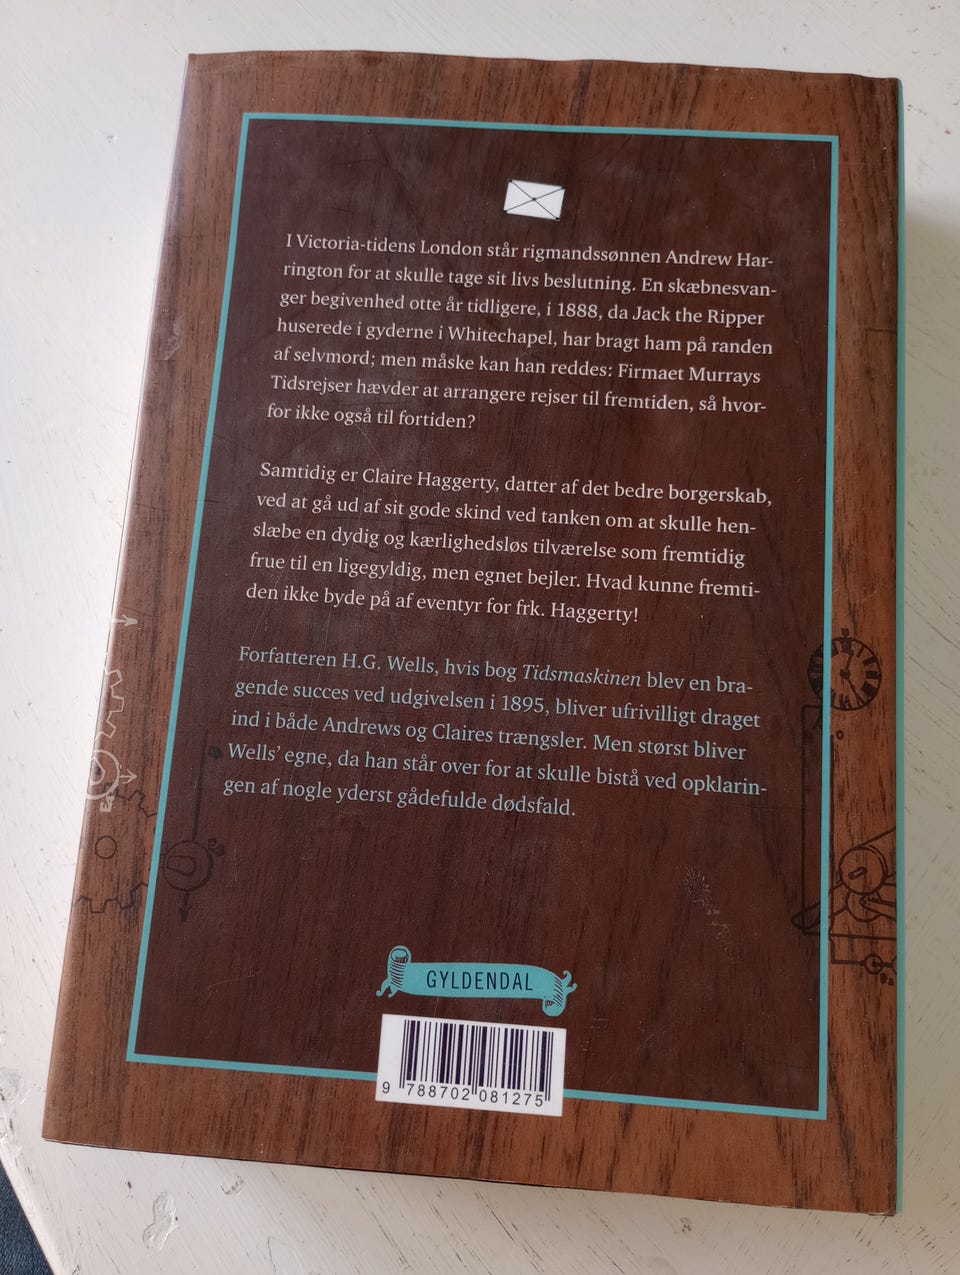 I Victoria-tidens London står rigmandssønnen Andrew Har-
rington for at skulle tage sit livs beslutning. En skæbnesvan-
ger begivenhed otte år tidligere, i 1888, da Jack the Ripper
huserede i gyderne i Whitechapel, har bragt ham på randen
af selvmord; men måske kan han reddes: Firmaet Murrays
Tidsrejser hævder at arrangere rejser til fremtiden, så hvor-
for ikke også til fortiden?
Samtidig er Claire Haggerty, datter af det bedre borgerskab,
ved at gå ud af sit gode skind ved tanken om at skulle hen-
slæbe en dydig og kærlighedsløs tilværelse som fremtidig
frue til en ligegyldig, men egnet bejler. Hvad kunne fremti-
den ikke byde på af eventyr for frk. Haggerty!
Forfatteren H.G. Wells, hvis bog Tidsmaskinen blev en bra-
gende succes ved udgivelsen i 1895, bliver ufrivilligt draget
ind i både Andrews og Claires trængsler. Men størst bliver
Wells' egne, da han står over for at skulle bistå ved opklarin-
gen af nogle yderst gådefulde dødsfald.
GYLDENDAL
9 788702 081275